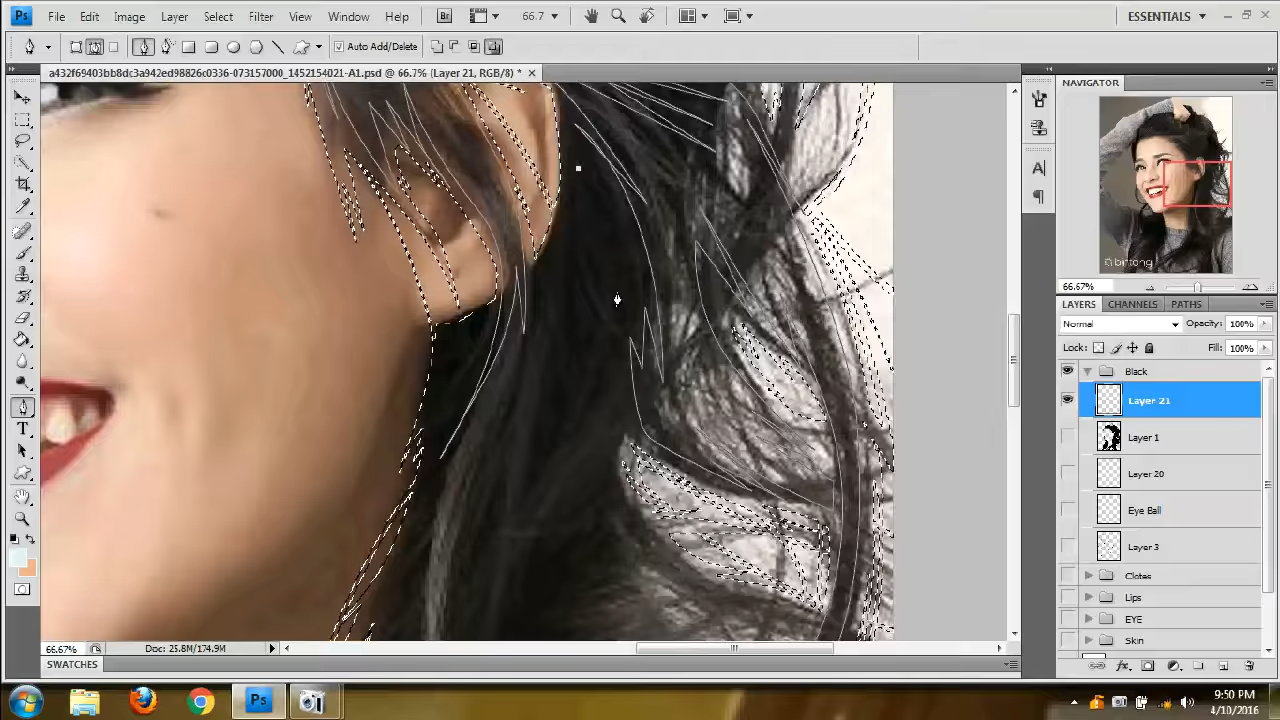 Ps File Edit Image Layer Select Filter View Window Help Br 66.7 ESSENTIALS
Auto Add/Delete
a432f69403bb8dc3a942ed98826c0336-073157000_1452154021-A1.psd @ 66.7% (Layer 21, RGB/8) *
NAVIGATOR
© bintang
66.67%
LAYERS CHANNELS PATHS
Normal Opacity: 100%
Lock: Fill: 100%
Black
Layer 21
Layer 1
Layer 20
Eye Ball
Layer 3
Clotes
Lips
EYE
Skin
T
A
66.67% Doc: 25.8M/174.9M
SWATCHES
Ps
9:50 PM
4/10/2016